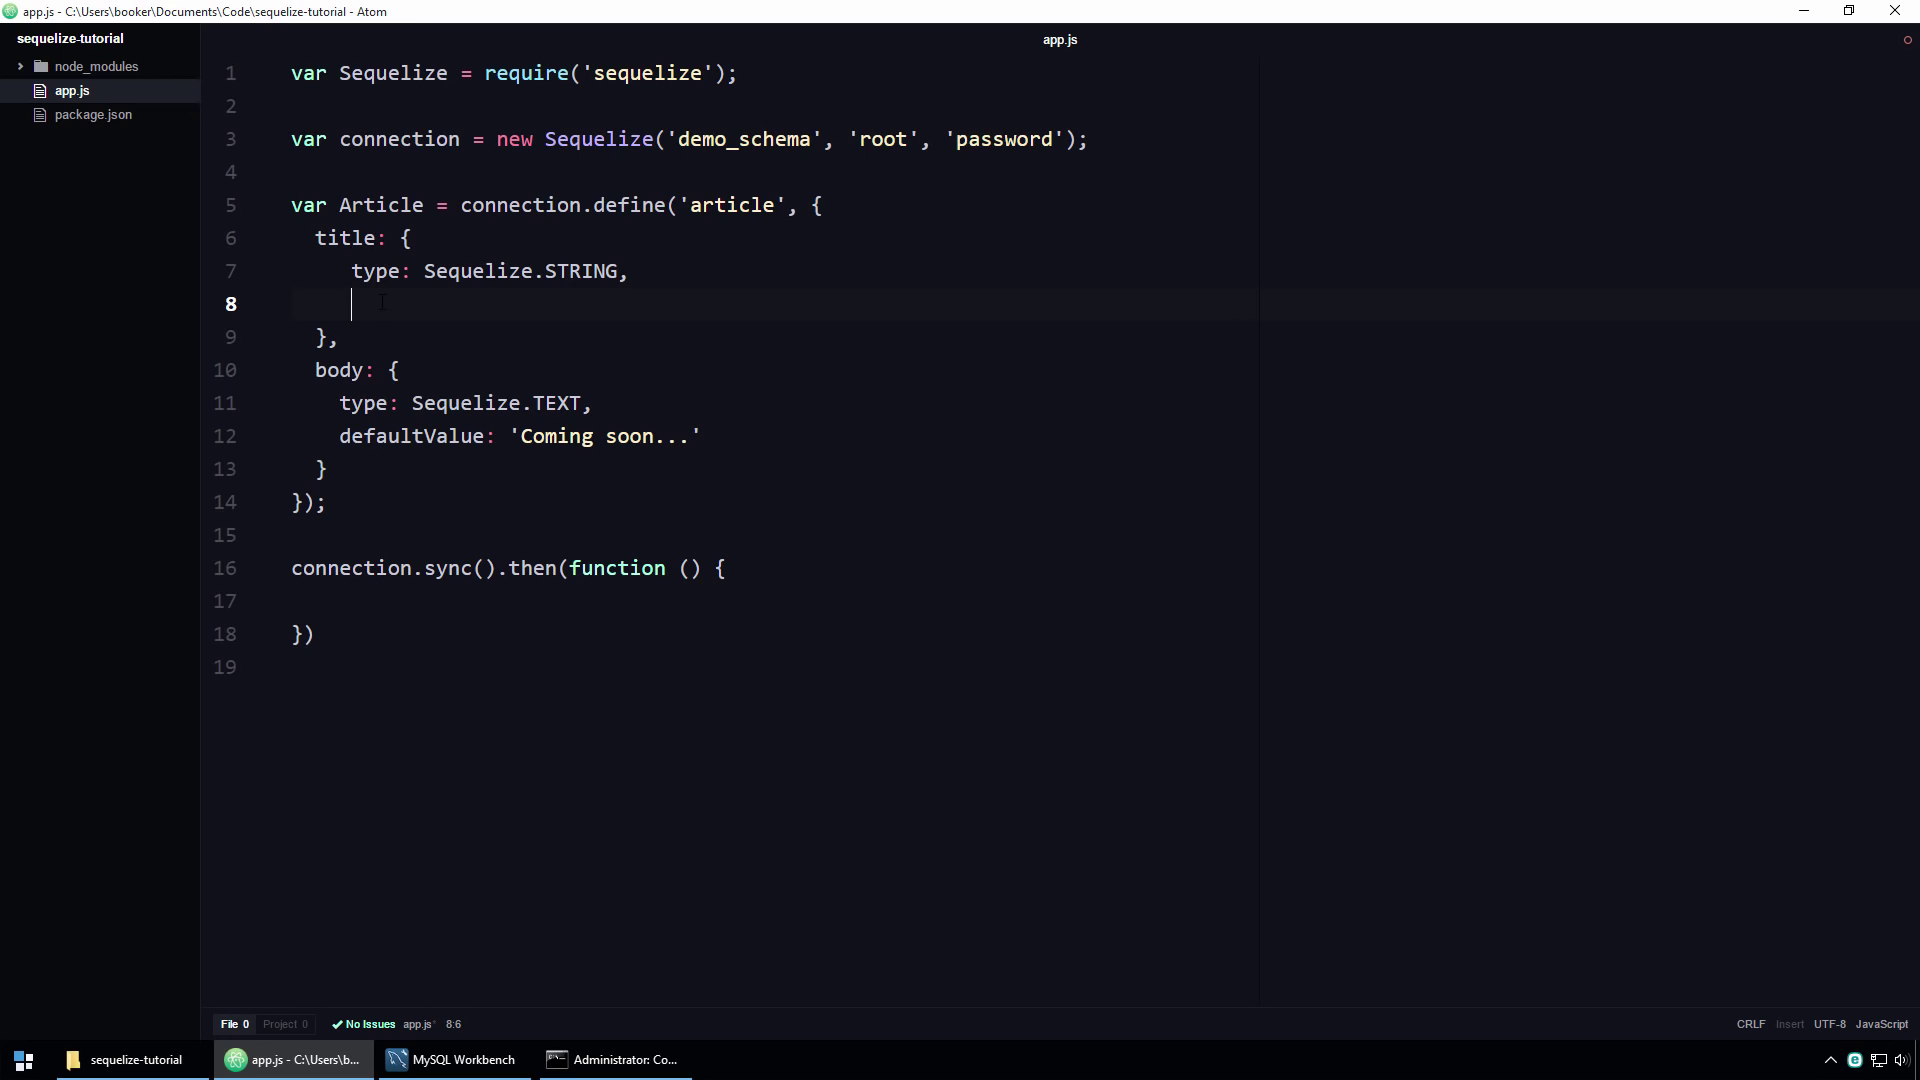 app.js - C:\Users\booker\Documents\Code\sequelize-tutorial - Atom
sequelize-tutorial
node_modules
app.js
package.json
app.js
1 var Sequelize = require('sequelize');
2
3 var connection = new Sequelize('demo_schema', 'root', 'password');
4
5 var Article = connection.define('article', {
6 title: {
7 type: Sequelize.STRING,
8
9 },
10 body: {
11 type: Sequelize.TEXT,
12 defaultValue: 'Coming soon...'
13 }
14 });
15
16 connection.sync().then(function () {
17
18 })
19
File 0 Project 0 No Issues app.js* 8:6 CRLF Insert UTF-8 JavaScript
sequelize-tutorial app.js - C:\Users\b... MySQL Workbench Administrator: Co...